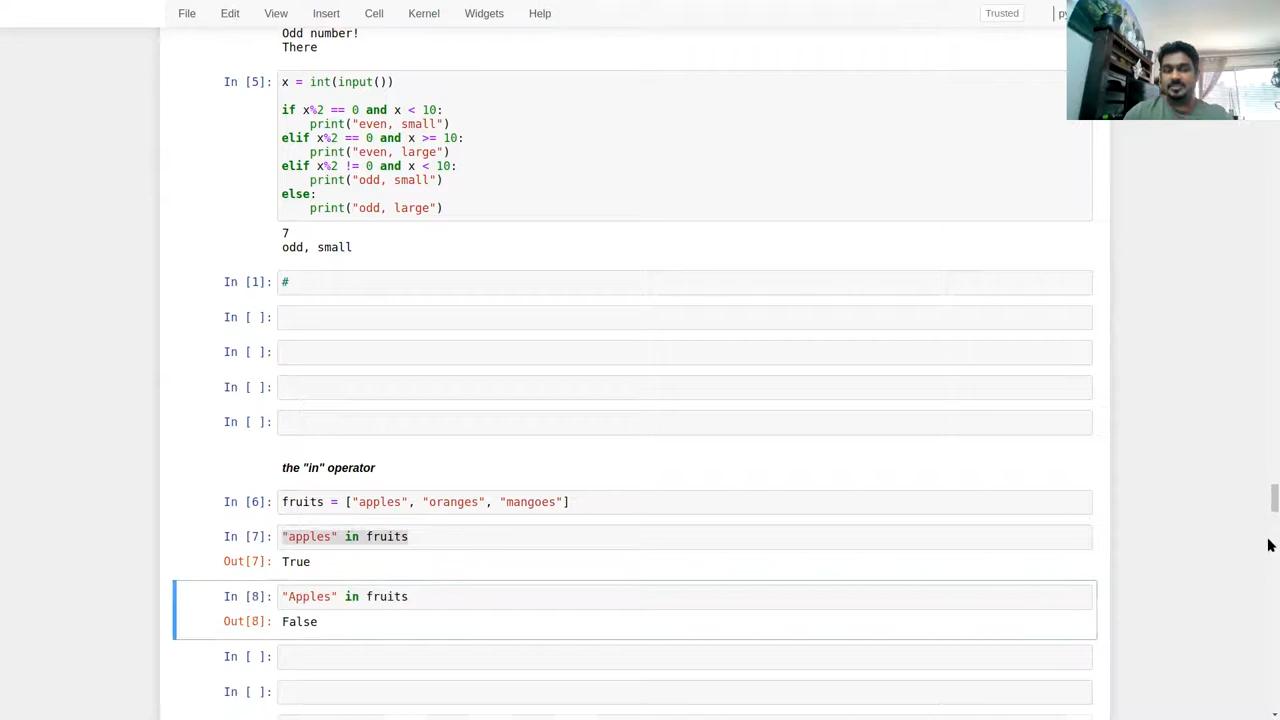 File Edit View Insert Cell Kernel Widgets Help Trusted
Odd number!
There
In [5]: x = int(input())
if x%2 == 0 and x < 10:
    print("even, small")
elif x%2 == 0 and x >= 10:
    print("even, large")
elif x%2 != 0 and x < 10:
    print("odd, small")
else:
    print("odd, large")
7
odd, small
In [1]: #
In [ ]:
In [ ]:
In [ ]:
In [ ]:
the "in" operator
In [6]: fruits = ["apples", "oranges", "mangoes"]
In [7]: "apples" in fruits
Out[7]: True
In [8]: "Apples" in fruits
Out[8]: False
In [ ]:
In [ ]: